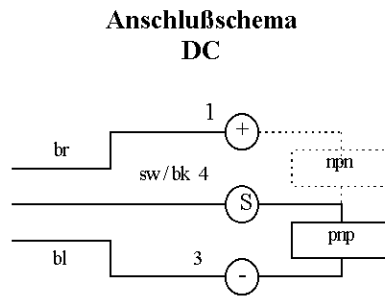 Anschlußschema
DC
1
+
br
npn
sw/bk 4
S
pnp
bl
3
-